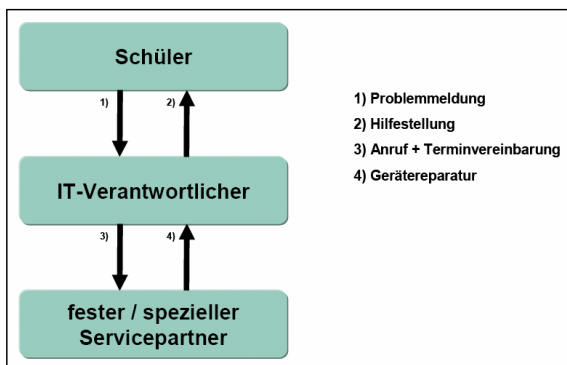 Schüler
1)
2)
IT-Verantwortlicher
3)
4)
fester / spezieller
Servicepartner
1) Problemmeldung
2) Hilfestellung
3) Anruf + Terminvereinbarung
4) Gerätereparatur